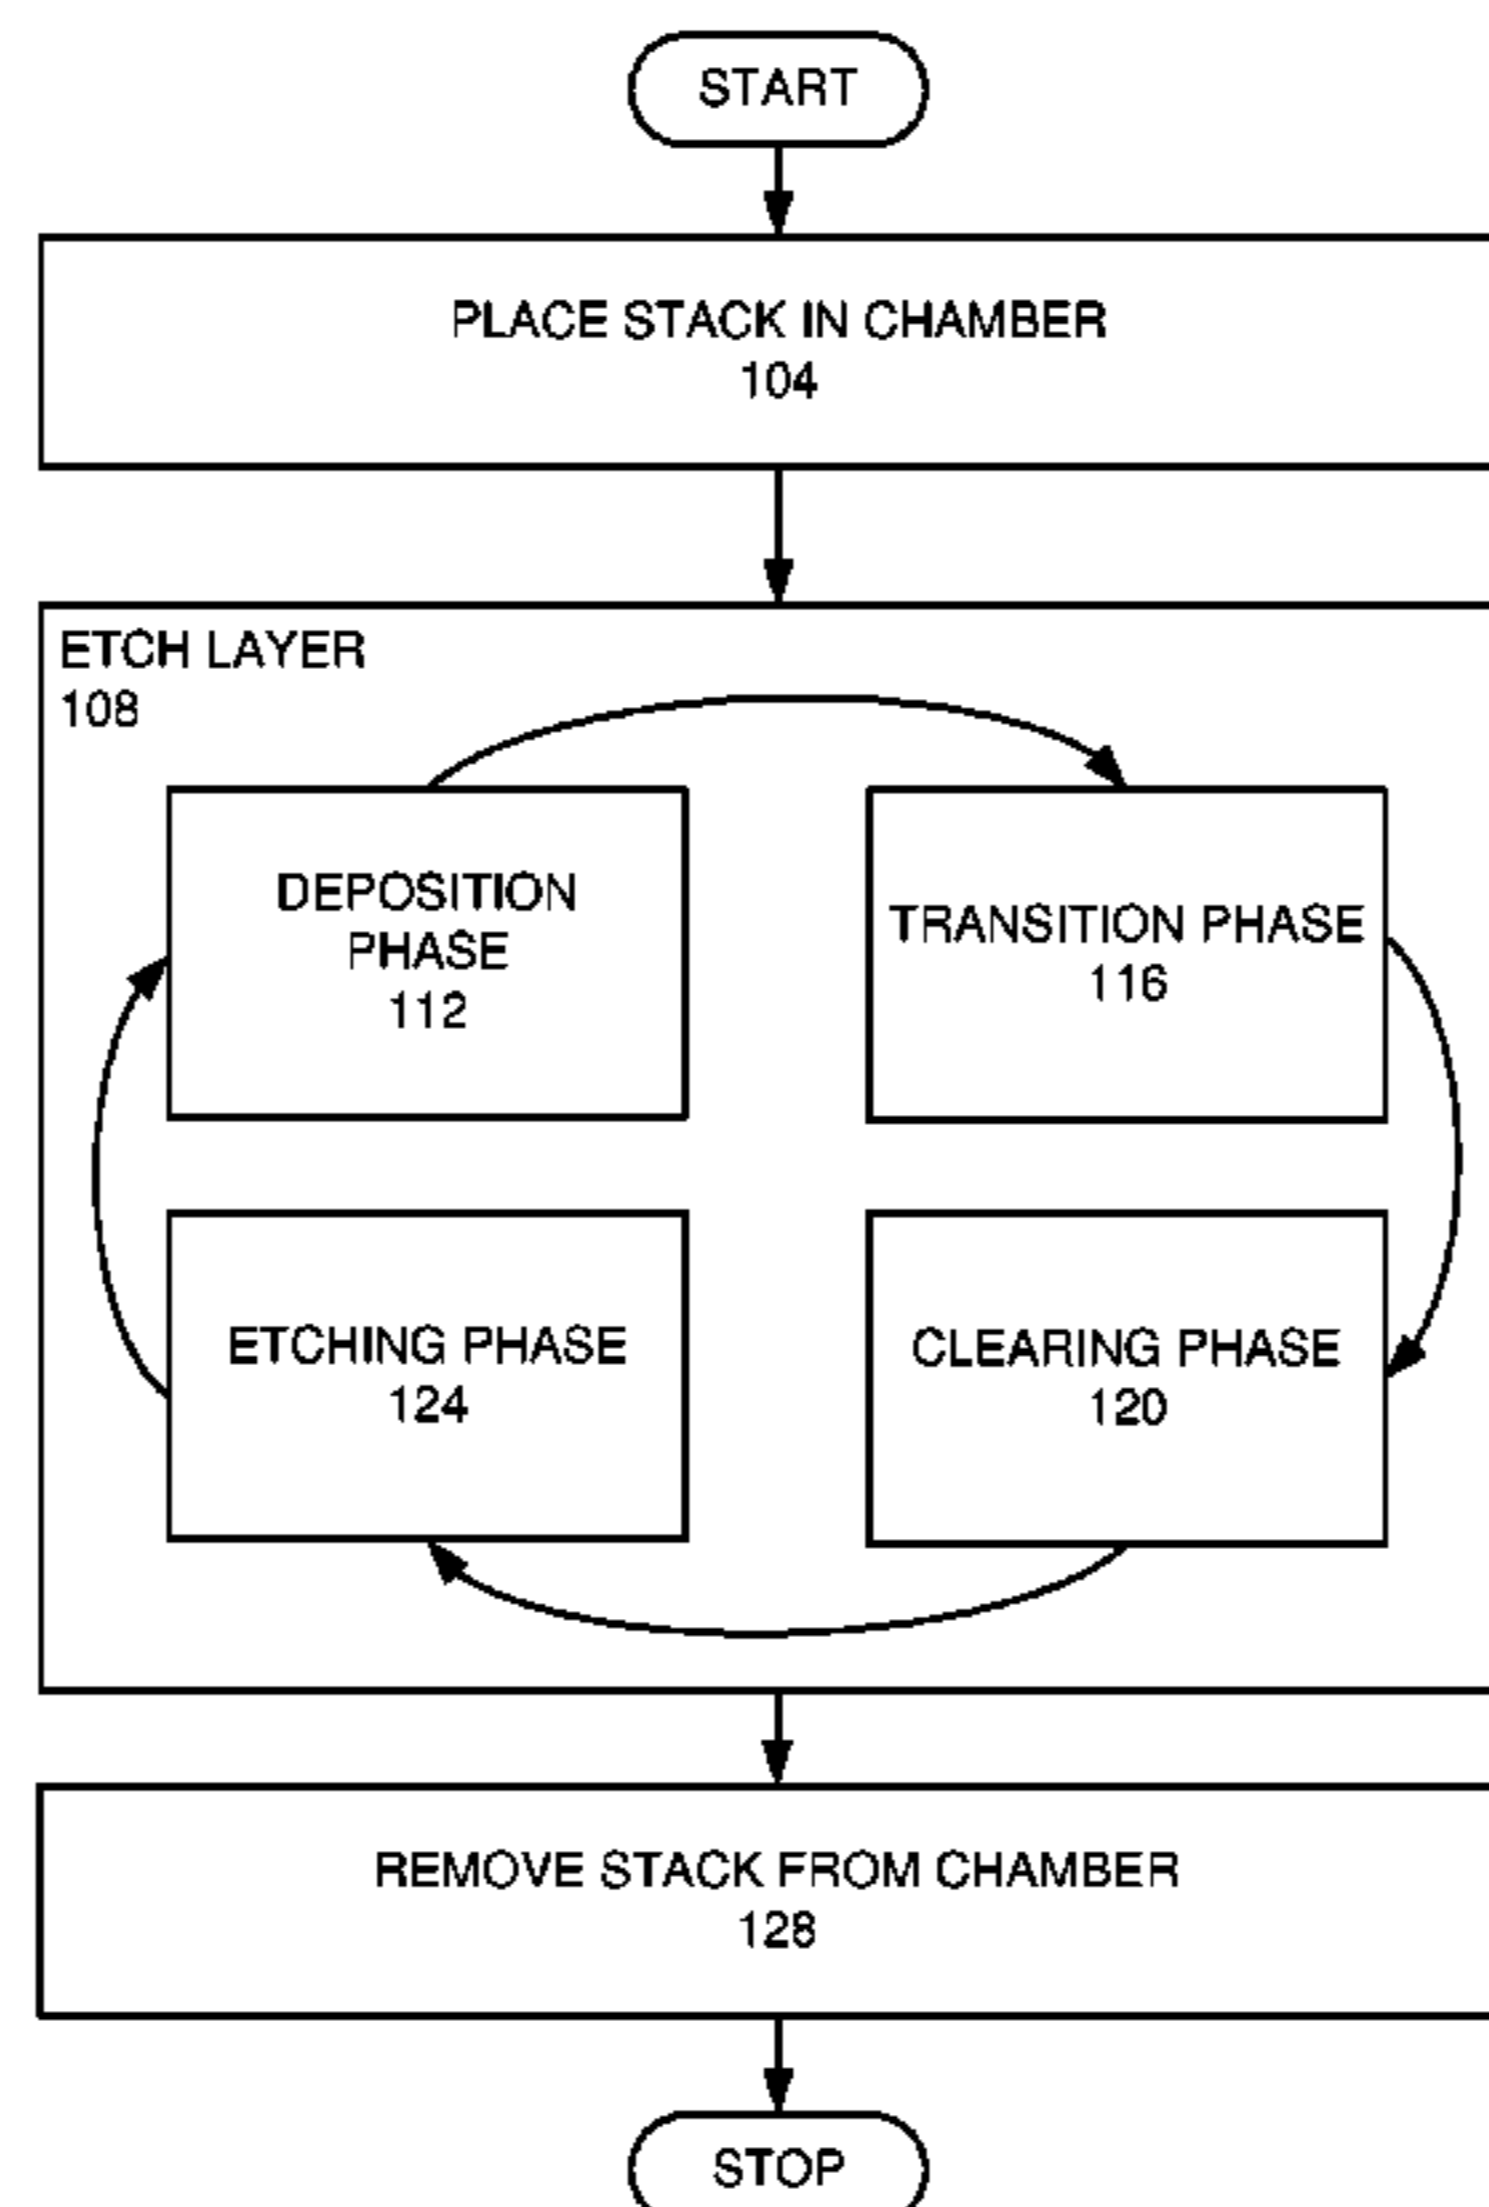 START
PLACE STACK IN CHAMBER
104
ETCH LAYER
108
DEPOSITION
PHASE
112
TRANSITION PHASE
116
ETCHING PHASE
124
CLEARING PHASE
120
REMOVE STACK FROM CHAMBER
128
STOP